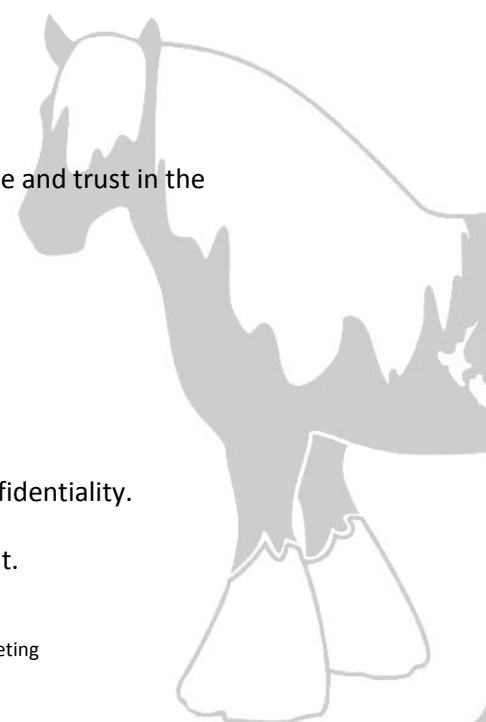 e and trust in the
fidentiality.
t.
eting